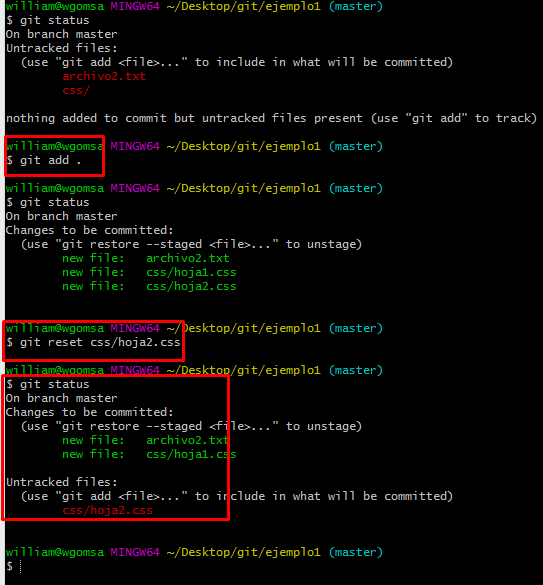 william@wgomsa MINGW64 ~/Desktop/git/ejemplo1 (master)
$ git status
On branch master
Untracked files:
  (use "git add <file>..." to include in what will be committed)
        archivo2.txt
        css/

nothing added to commit but untracked files present (use "git add" to track)

william@wgomsa MINGW64 ~/Desktop/git/ejemplo1 (master)
$ git add .

william@wgomsa MINGW64 ~/Desktop/git/ejemplo1 (master)
$ git status
On branch master
Changes to be committed:
  (use "git restore --staged <file>..." to unstage)
        new file:   archivo2.txt
        new file:   css/hoja1.css
        new file:   css/hoja2.css

william@wgomsa MINGW64 ~/Desktop/git/ejemplo1 (master)
$ git reset css/hoja2.css

william@wgomsa MINGW64 ~/Desktop/git/ejemplo1 (master)
$ git status
On branch master
Changes to be committed:
  (use "git restore --staged <file>..." to unstage)
        new file:   archivo2.txt
        new file:   css/hoja1.css

Untracked files:
  (use "git add <file>..." to include in what will be committed)
        css/hoja2.css

william@wgomsa MINGW64 ~/Desktop/git/ejemplo1 (master)
$